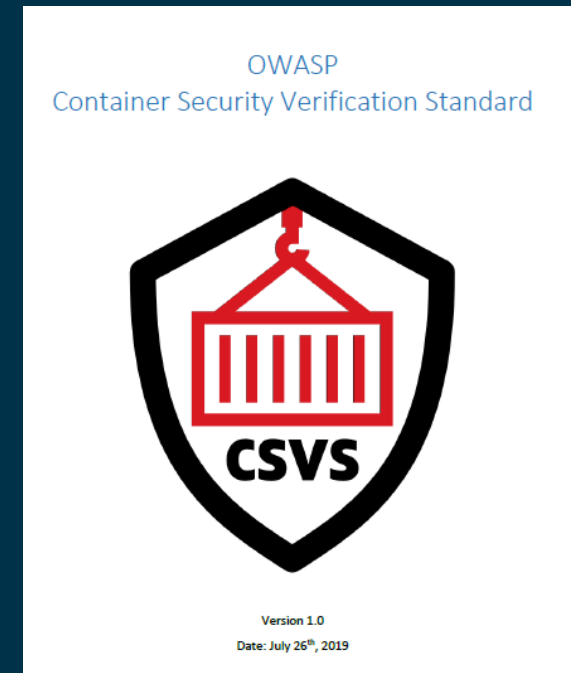 OWASP
Container Security Verification Standard
CSVS
Version 1.0
Date: July 26th, 2019